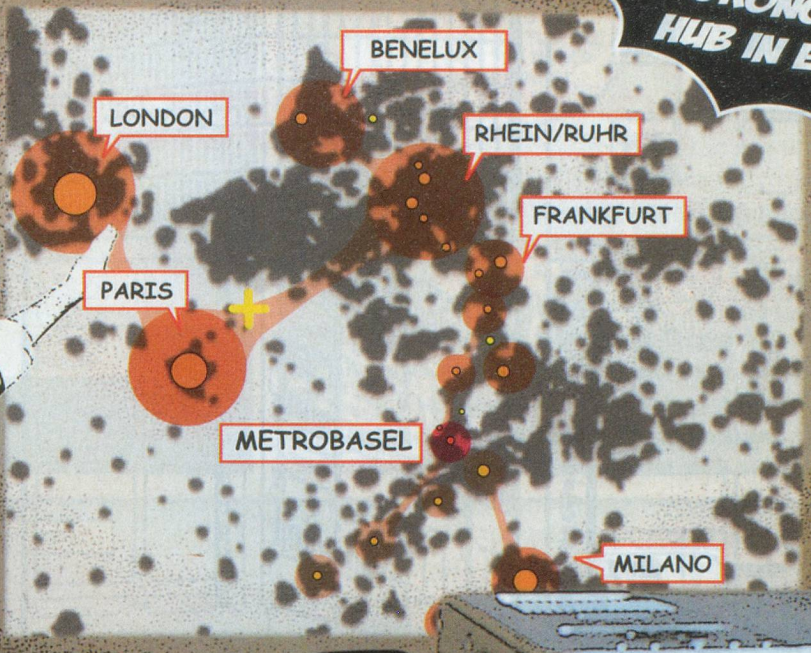 HUB IN
BENELUX
LONDON
RHEIN/RUHR
FRANKFURT
PARIS
METROBASEL
MILANO